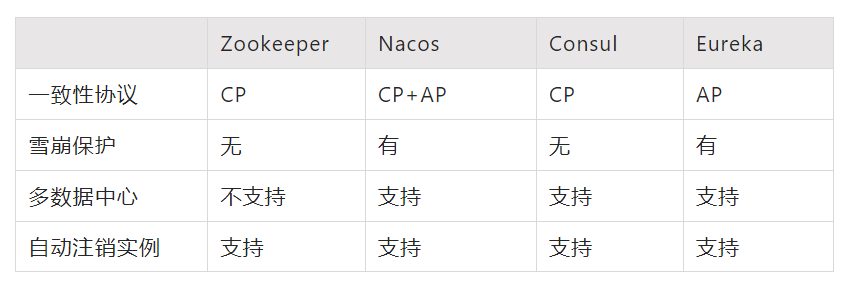 Zookeeper Nacos Consul Eureka
一致性协议 CP CP+AP CP AP
雪崩保护 无 有 无 有
多数据中心 不支持 支持 支持 支持
自动注销实例 支持 支持 支持 支持